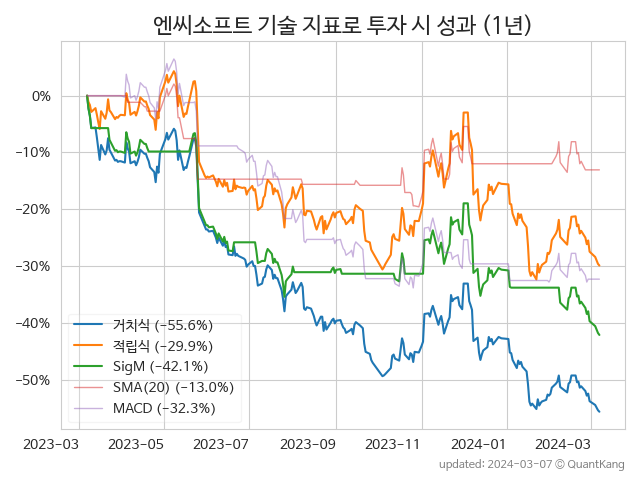 엔씨소프트 기술 지표로 투자 시 성과 (1년)
0%
−10%
−20%
−30%
−40%
−50%
거치식 (−55.6%)
적립식 (−29.9%)
SigM (−42.1%)
SMA(20) (−13.0%)
MACD (−32.3%)
2023-03 2023-05 2023-07 2023-09 2023-11 2024-01 2024-03
updated: 2024-03-07 © QuantKang